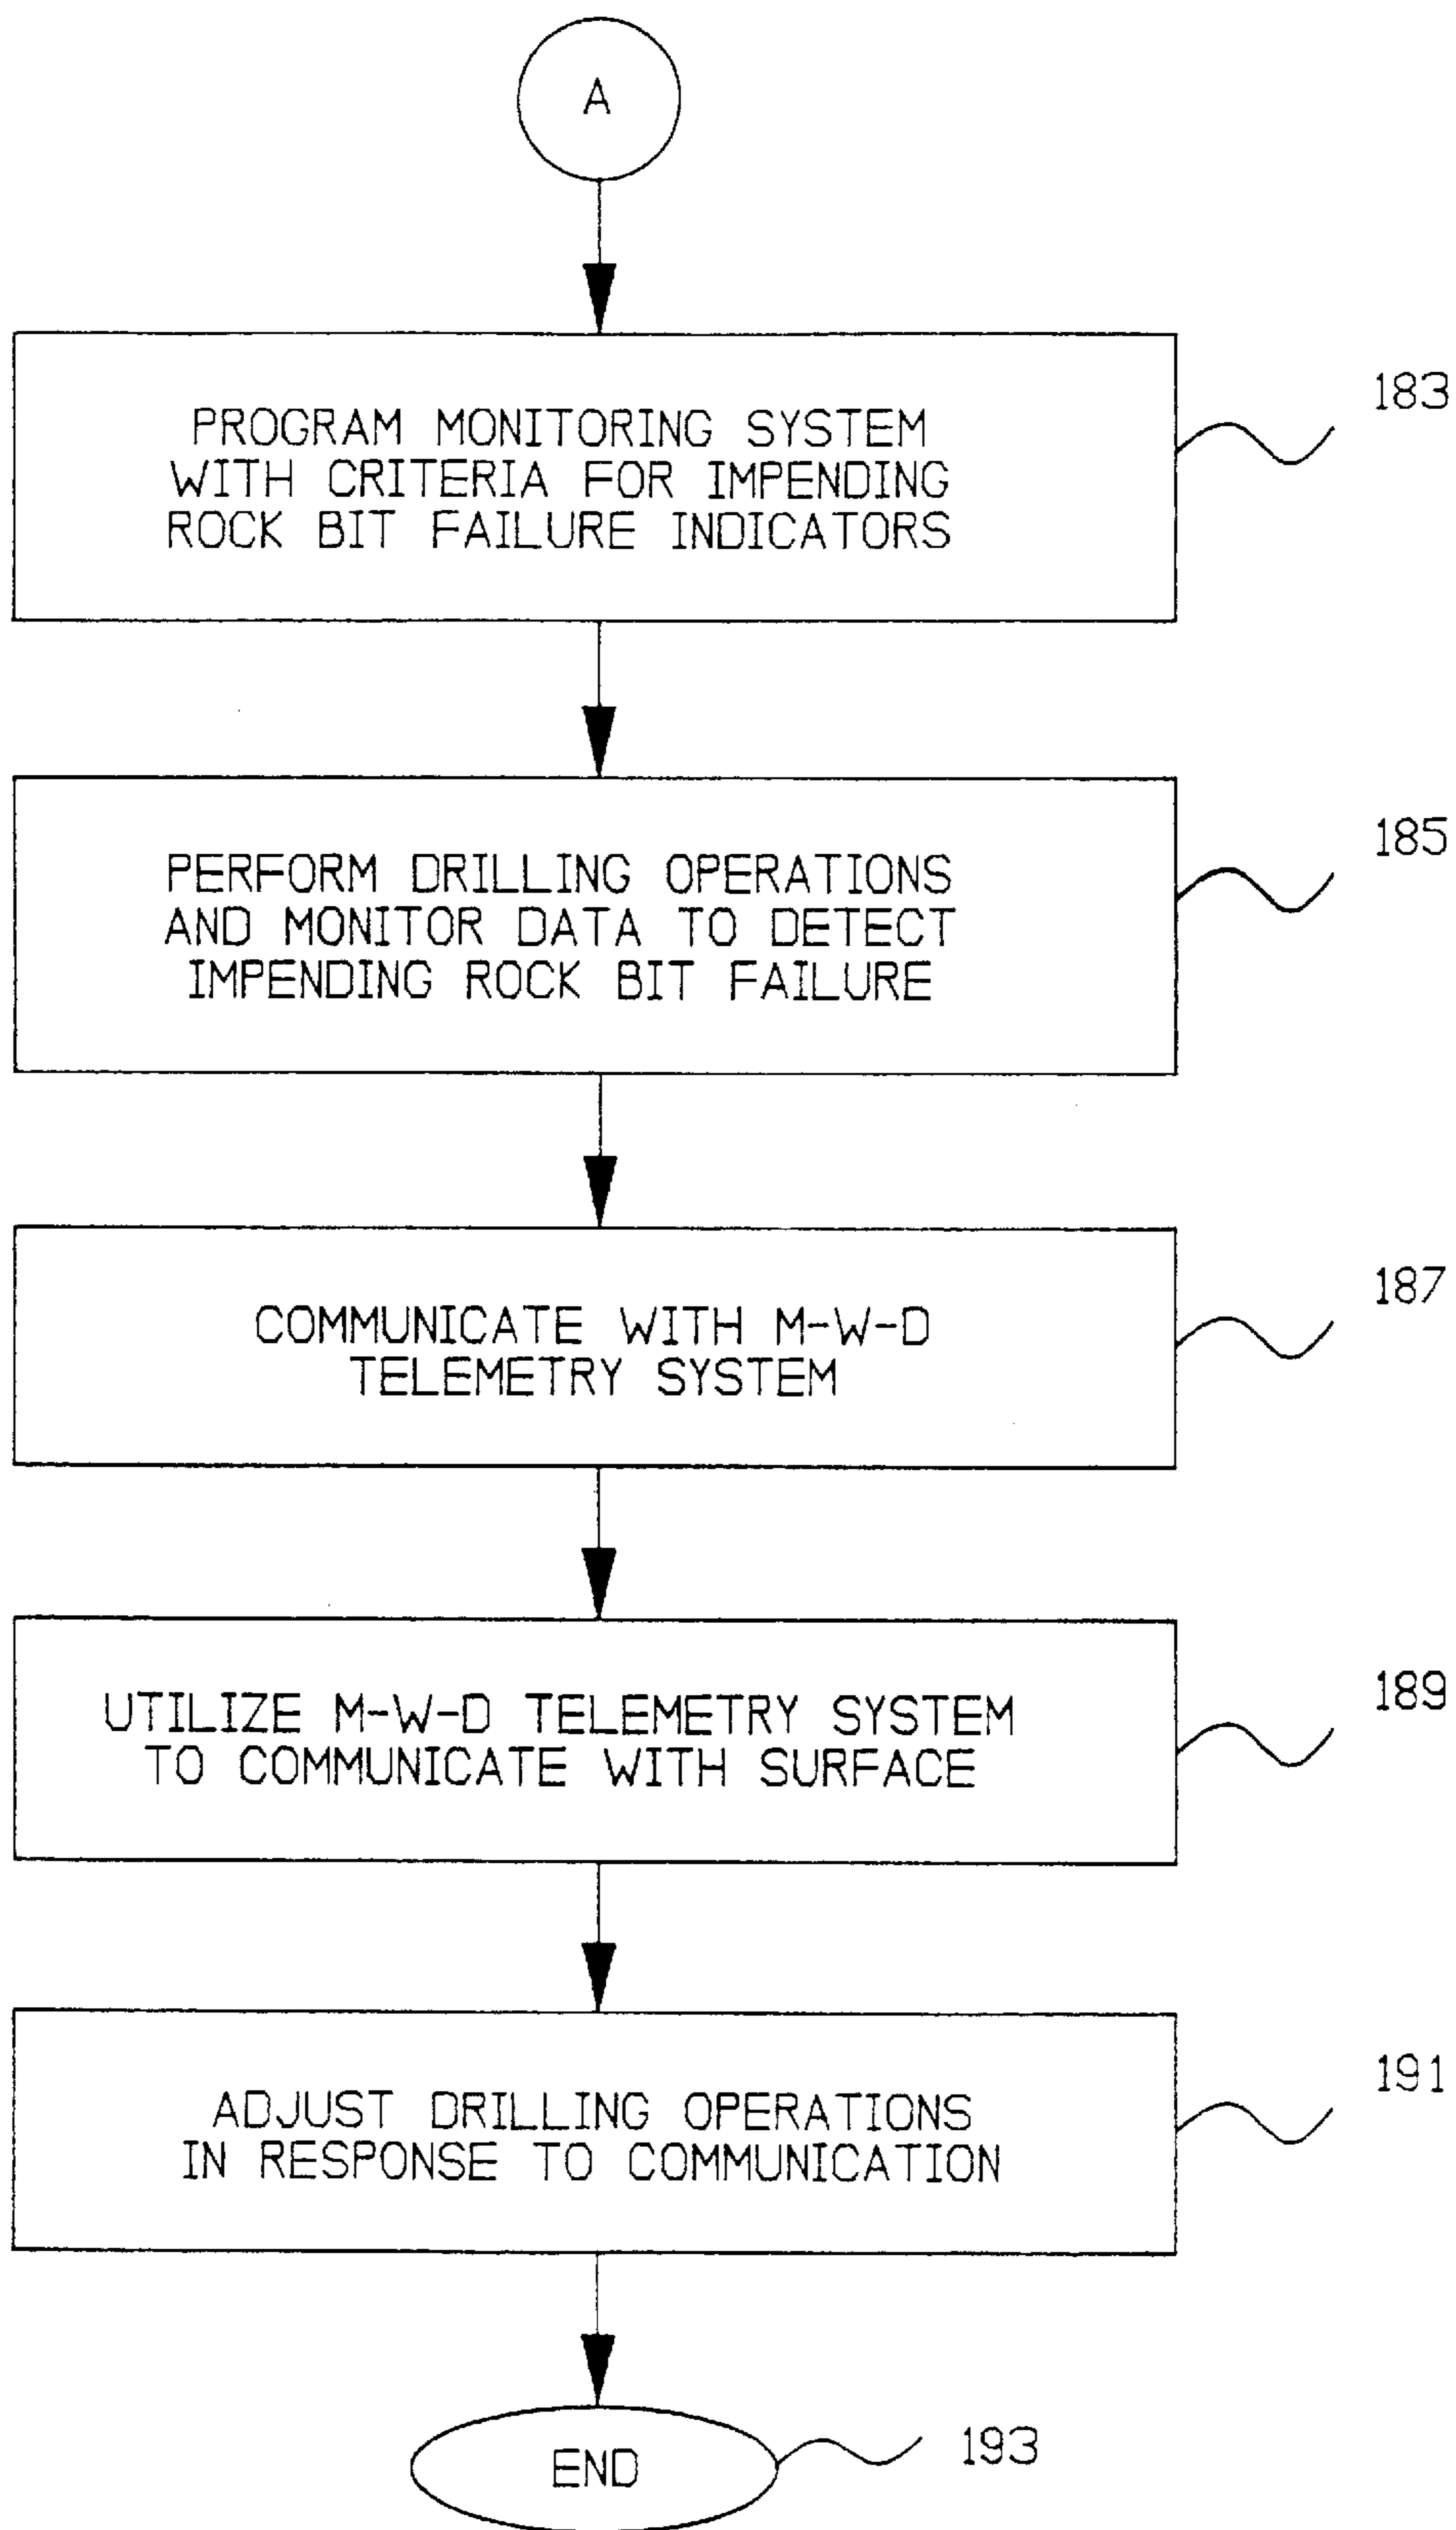 A
183
PROGRAM MONITORING SYSTEM
WITH CRITERIA FOR IMPENDING
ROCK BIT FAILURE INDICATORS
185
PERFORM DRILLING OPERATIONS
AND MONITOR DATA TO DETECT
IMPENDING ROCK BIT FAILURE
187
COMMUNICATE WITH M-W-D
TELEMETRY SYSTEM
189
UTILIZE M-W-D TELEMETRY SYSTEM
TO COMMUNICATE WITH SURFACE
191
ADJUST DRILLING OPERATIONS
IN RESPONSE TO COMMUNICATION
193
END